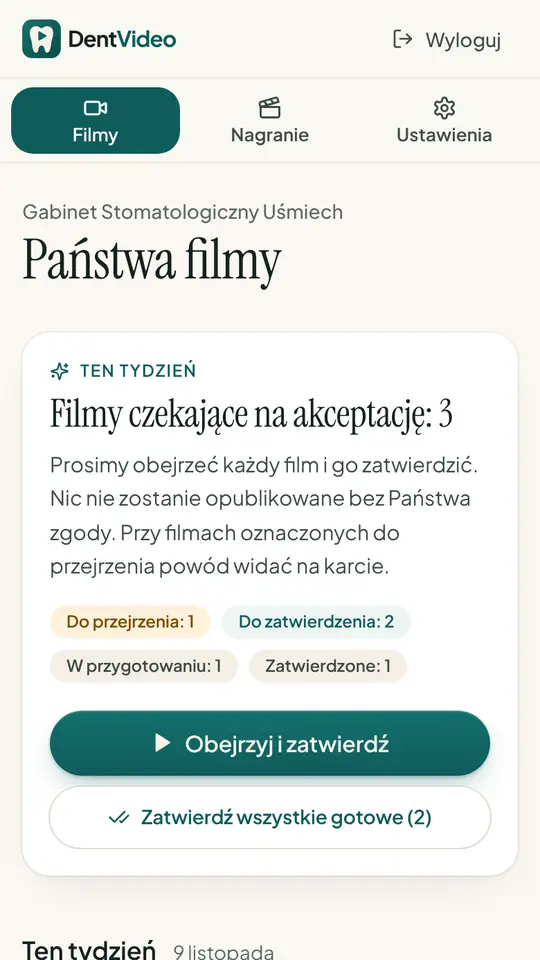 DentVideo
Wyloguj
Filmy
Nagranie
Ustawienia
Gabinet Stomatologiczny Uśmiech
Państwa filmy
TEN TYDZIEŃ
Filmy czekające na akceptację: 3
Prosimy obejrzeć każdy film i go zatwierdzić.
Nic nie zostanie opublikowane bez Państwa
zgody. Przy filmach oznaczonych do
przejrzenia powód widać na karcie.
Do przejrzenia: 1
Do zatwierdzenia: 2
W przygotowaniu: 1
Zatwierdzone: 1
Obejrzyj i zatwierdź
Zatwierdź wszystkie gotowe (2)
Ten tydzień 9 listopada